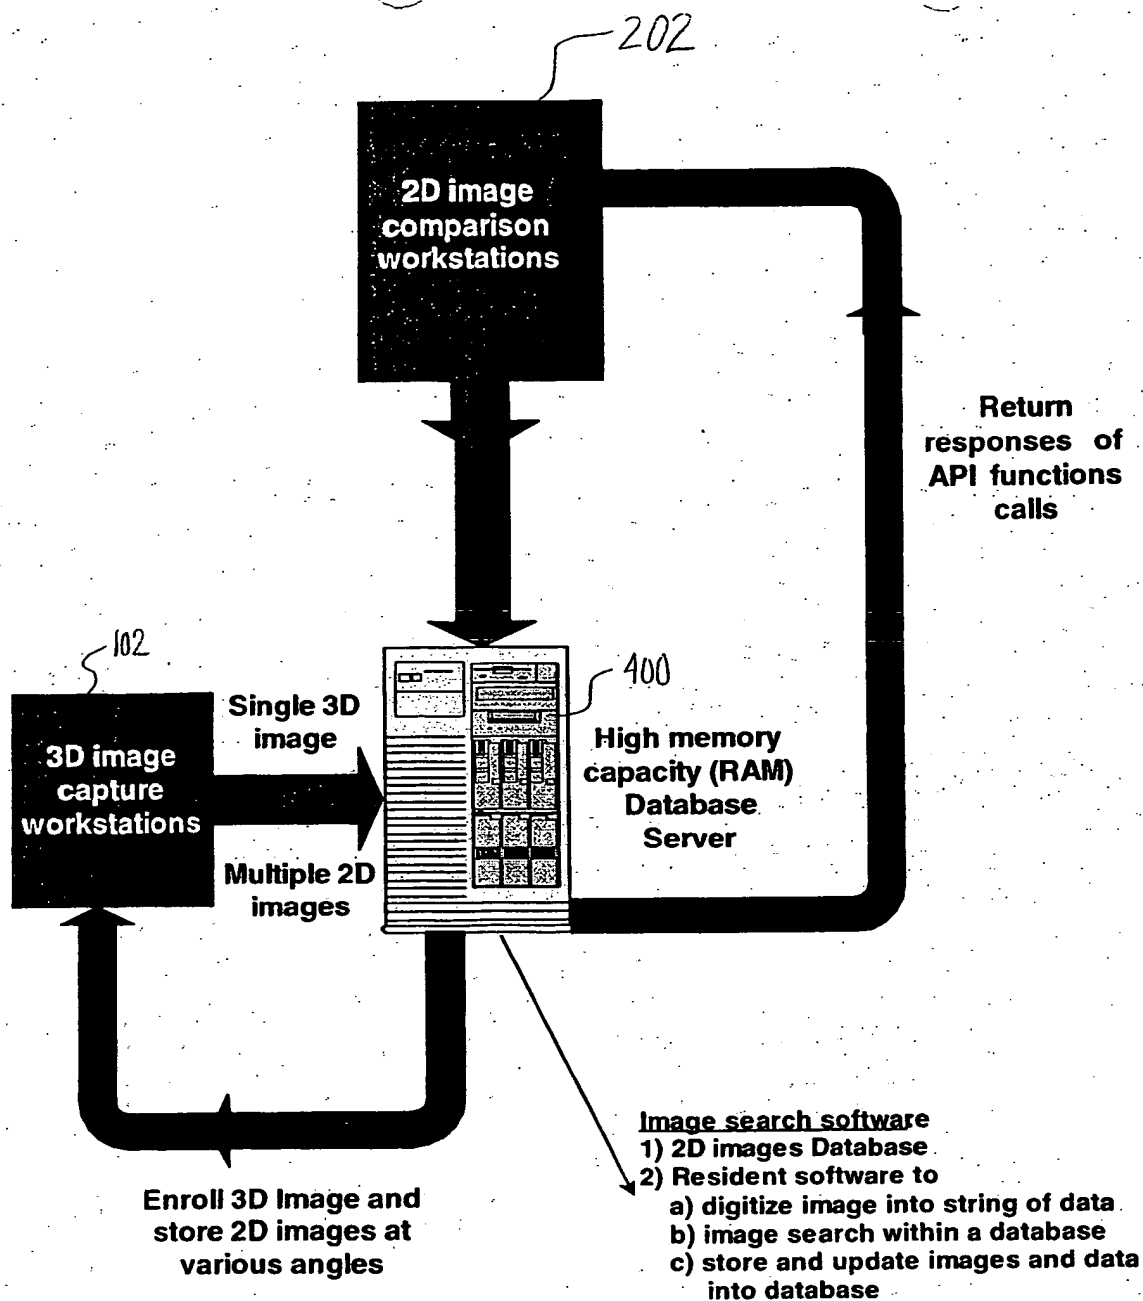 202
2D image
comparison
workstations
Return
responses of
API functions
calls
102
400
Single 3D
image
3D image
capture
workstations
High memory
capacity (RAM)
Database
Server
Multiple 2D
images
Image search software
1) 2D images Database
2) Resident software to
a) digitize image into string of data
b) image search within a database
c) store and update images and data
into database
Enroll 3D Image and
store 2D images at
various angles